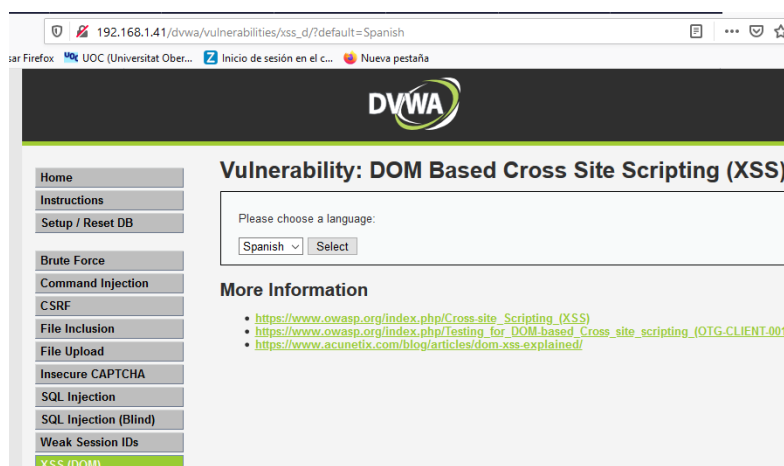 192.168.1.41/dvwa/vulnerabilities/xss_d/?default=Spanish
sar Firefox UOC (Universitat Ober... Inicio de sesión en el c... Nueva pestaña
DVWA
Vulnerability: DOM Based Cross Site Scripting (XSS)
Home
Instructions
Setup / Reset DB
Brute Force
Command Injection
CSRF
File Inclusion
File Upload
Insecure CAPTCHA
SQL Injection
SQL Injection (Blind)
Weak Session IDs
XSS (DOM)
Please choose a language:
Spanish Select
More Information
https://www.owasp.org/index.php/Cross-site_Scripting_(XSS)
https://www.owasp.org/index.php/Testing_for_DOM-based_Cross_site_scripting_(OTG-CLIENT-001
https://www.acunetix.com/blog/articles/dom-xss-explained/